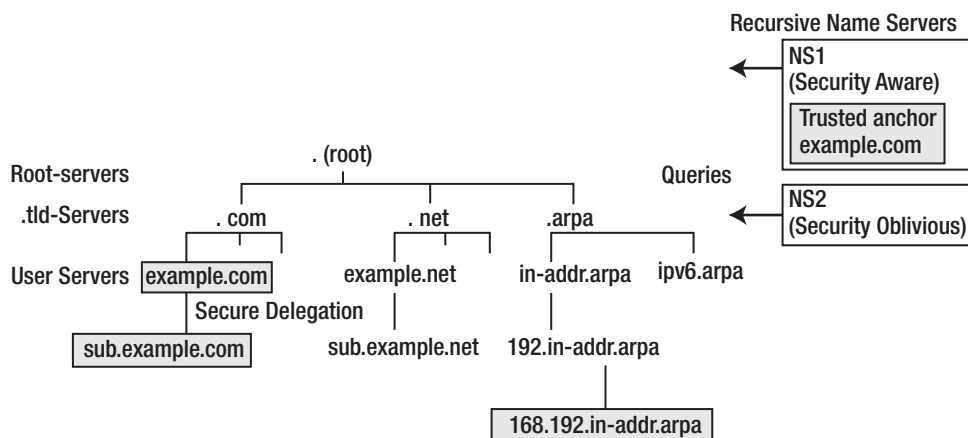 Recursive Name Servers
NS1
(Security Aware)
Trusted anchor
example.com
. (root)
Root-servers
Queries
.tld-Servers
. com
. net
.arpa
NS2
(Security Oblivious)
User Servers
example.com
example.net
in-addr.arpa
ipv6.arpa
Secure Delegation
sub.example.com
sub.example.net
192.in-addr.arpa
168.192.in-addr.arpa